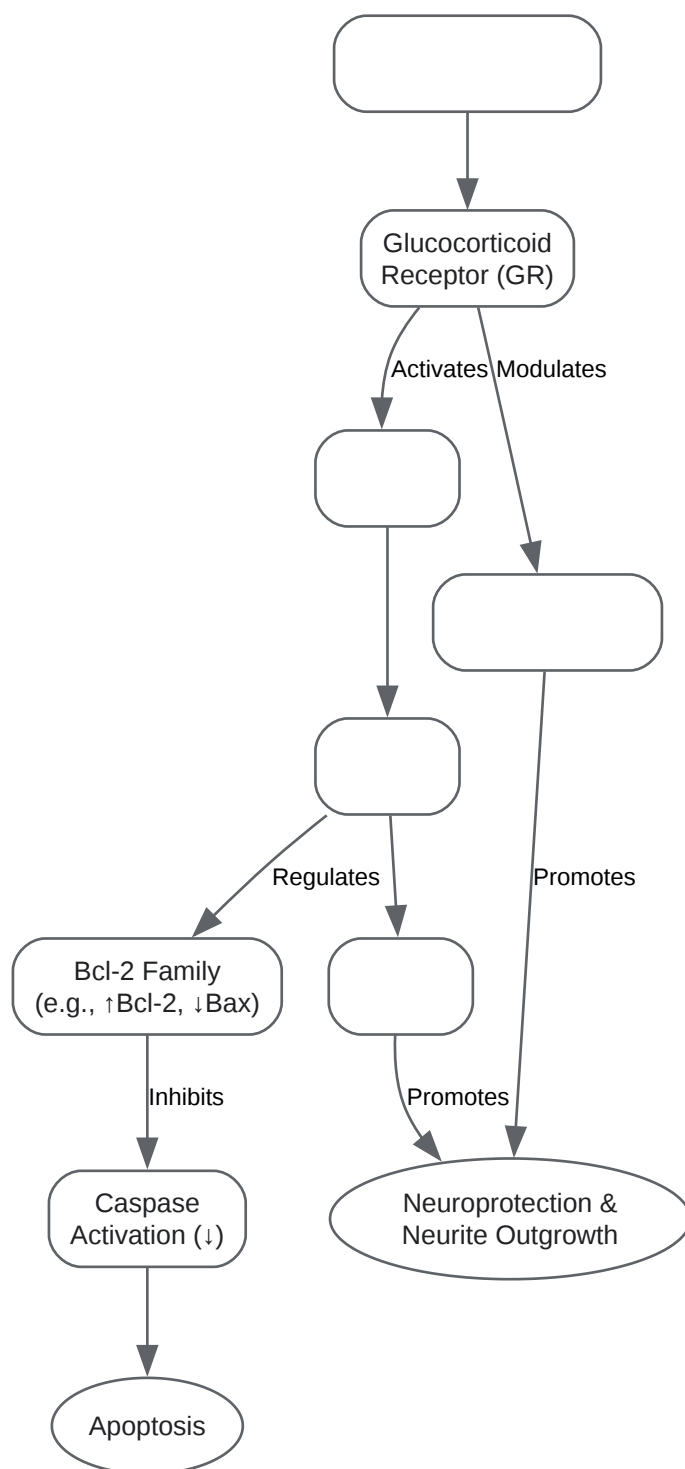 Glucocorticoid
Receptor (GR)
Activates
Modulates
Regulates
Promotes
Bcl-2 Family
(e.g., ↑Bcl-2, ↓Bax)
Inhibits
Promotes
Caspase
Activation (↓)
Neuroprotection &
Neurite Outgrowth
Apoptosis